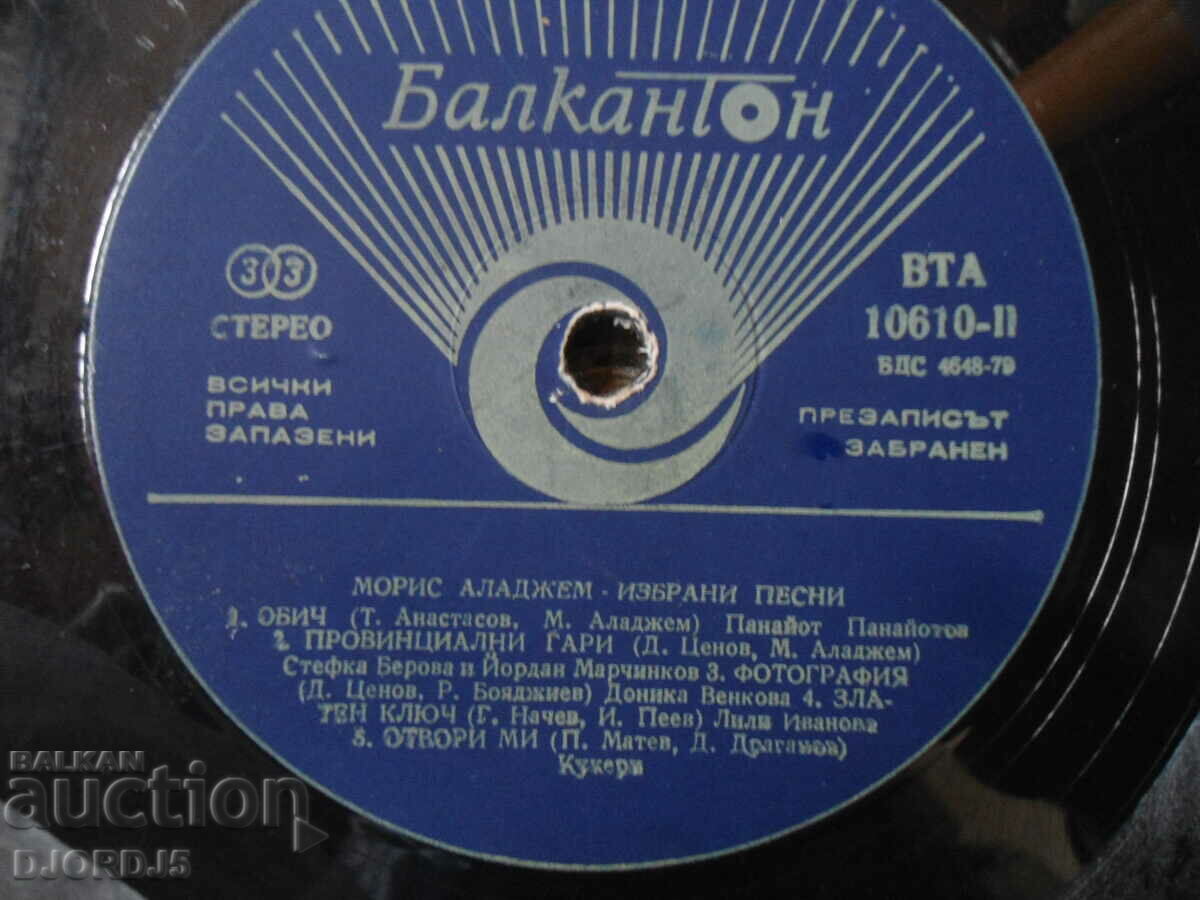 Балкантон
33
СТЕРЕО
ВСИЧКИ
ПРАВА
ЗАПАЗЕНИ
ВТА
10610-II
БДС 4648-79
ПРЕЗАПИСЪТ
ЗАБРАНЕН
МОРИС АЛАДЖЕМ - ИЗБРАНИ ПЕСНИ
1. ОБИЧ (Т. Анастасов, М. Аладжем) Панайот Панайотов
2. ПРОВИНЦИАЛНИ ГАРИ (Д. Ценов, М. Аладжем)
Стефка Берова и Йордан Марчинков 3. ФОТОГРАФИЯ
(Д. Ценов, Р. Бояджиев) Доника Венкова 4. ЗЛА-
ТЕН КЛЮЧ (Г. Начев, И. Пеев) Лили Иванова
5. ОТВОРИ МИ (П. Матев, Д. Драганов)
Кукери
BALKAN
auction
DJORDJ5